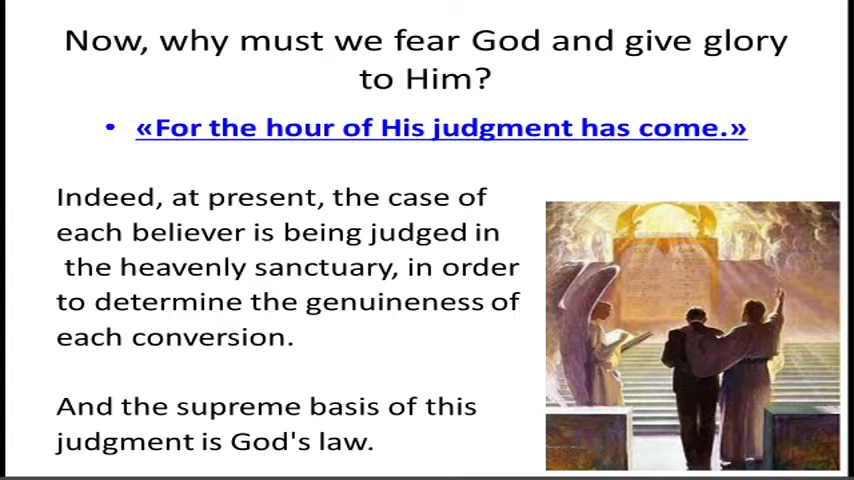 Now, why must we fear God and give glory
to Him?
• «For the hour of His judgment has come.»
Indeed, at present, the case of
each believer is being judged in
the heavenly sanctuary, in order
to determine the genuineness of
each conversion.
And the supreme basis of this
judgment is God's law.